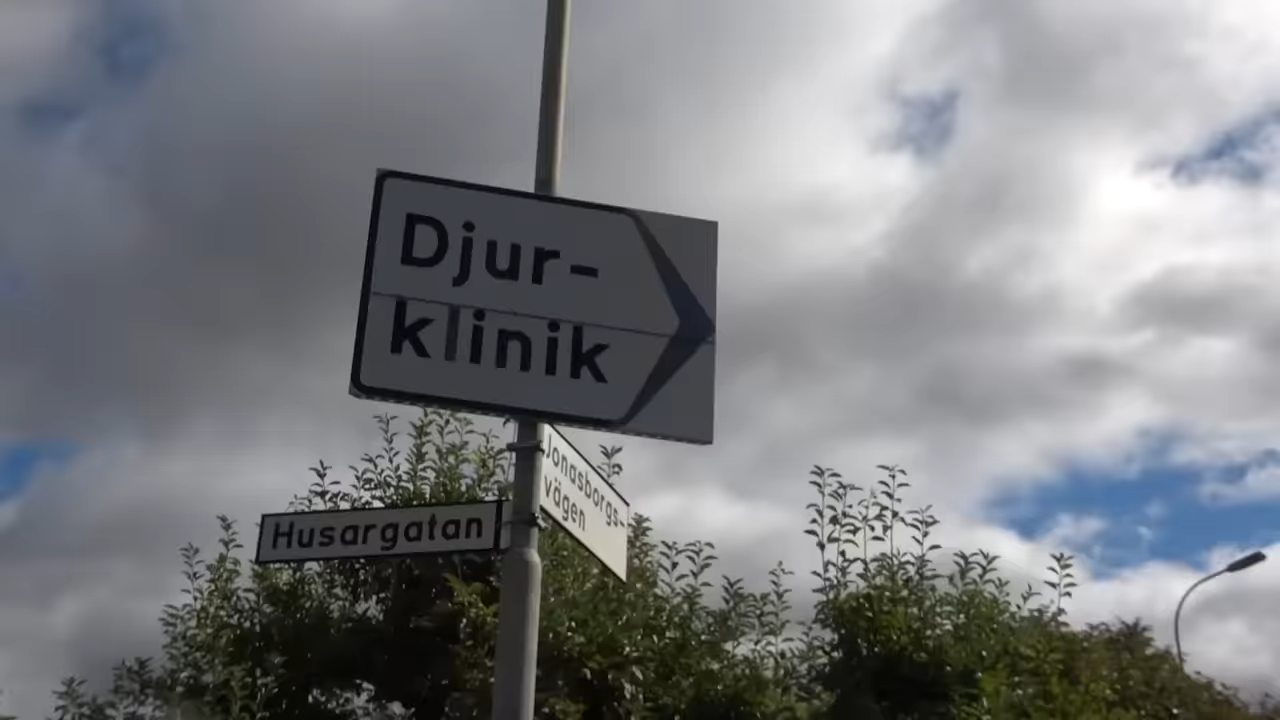 Djur-
klinik
Jonasborgs-
vägen
Husargatan